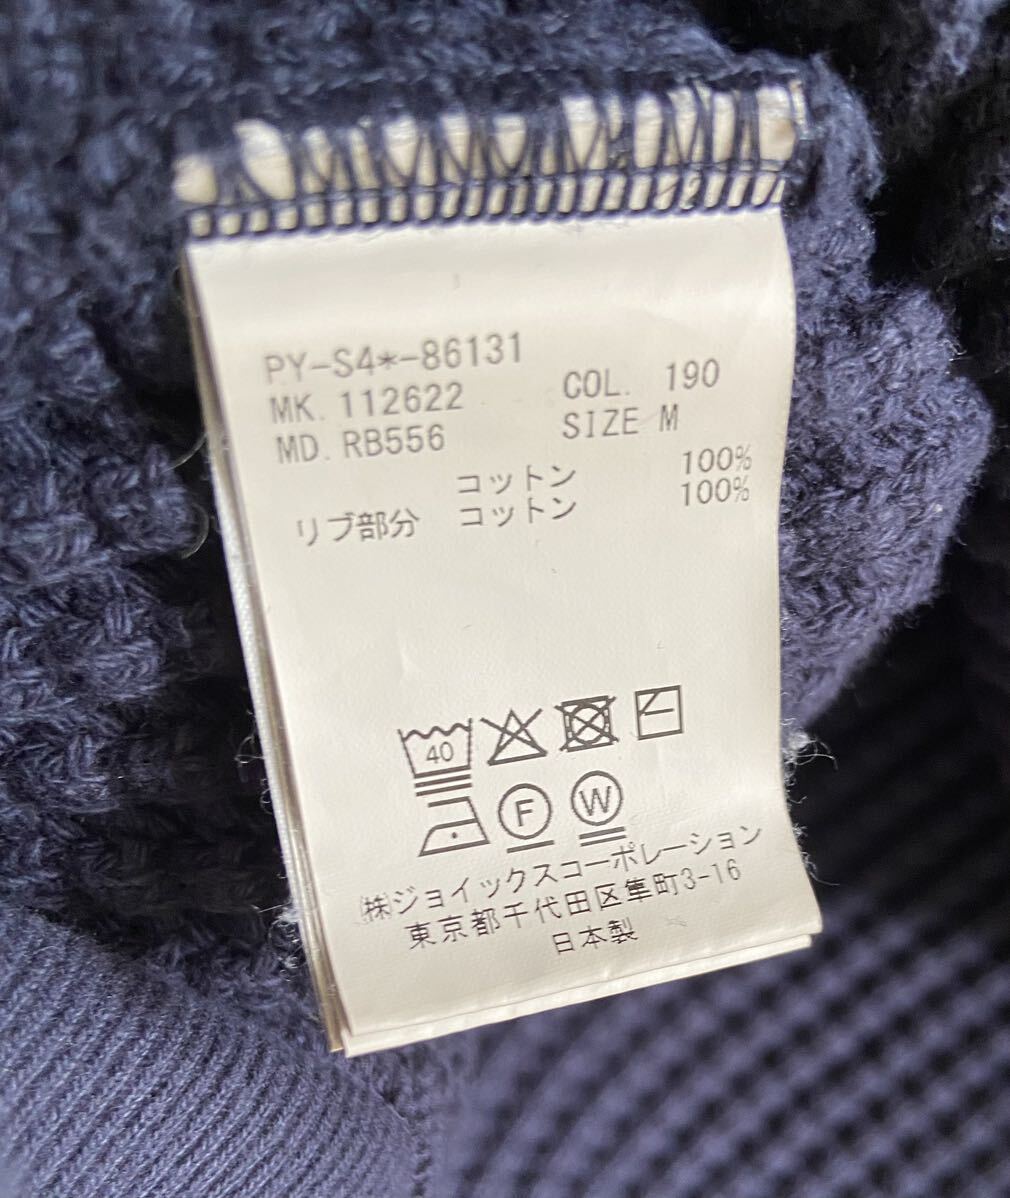 PY-S4*-86131
MK. 112622 COL. 190
MD. RB556 SIZE M
コットン 100%
リブ部分 コットン 100%
40
F W
㈱ジョイックスコーポレーション
東京都千代田区隼町3-16
日本製